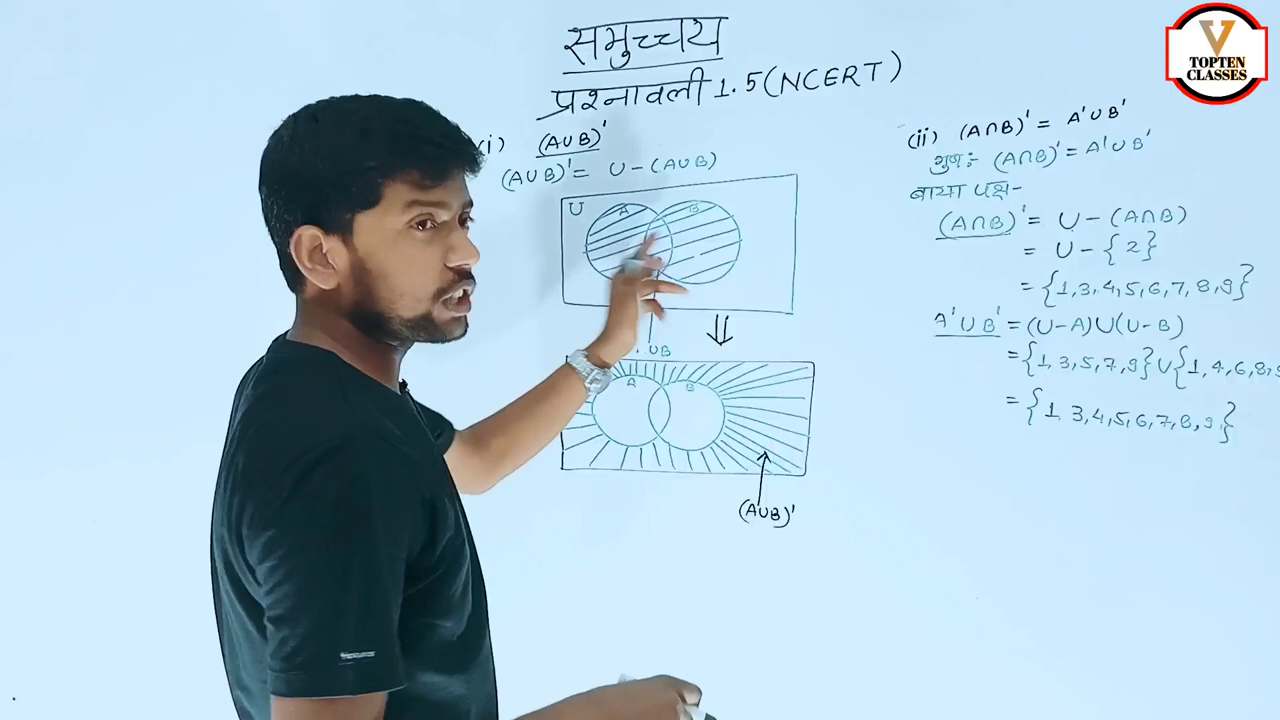 समुच्चय
प्रश्नावली 1.5 (NCERT)
V
TOPTEN
CLASSES
i) (A∪B)'
(A∪B)' = U - (A∪B)
U A B
∪B
A B
(A∪B)'
(ii) (A∩B)' = A'∪B'
(A∩B)' = A'∪B'
बाया पक्ष-
(A∩B)' = U - (A∩B)
= U - {2}
= {1,3,4,5,6,7,8,9}
A'∪B' = (U-A)∪(U-B)
= {1,3,5,7,9}∪{1,4,6,8,9
= {1,3,4,5,6,7,8,9}